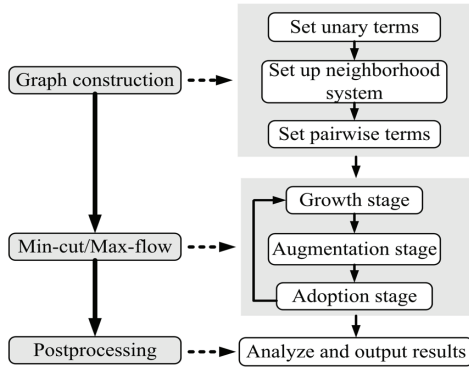 Set unary terms
Graph construction
Set up neighborhood
system
Set pairwise terms
Growth stage
Min-cut/Max-flow
Augmentation stage
Adoption stage
Postprocessing
Analyze and output results